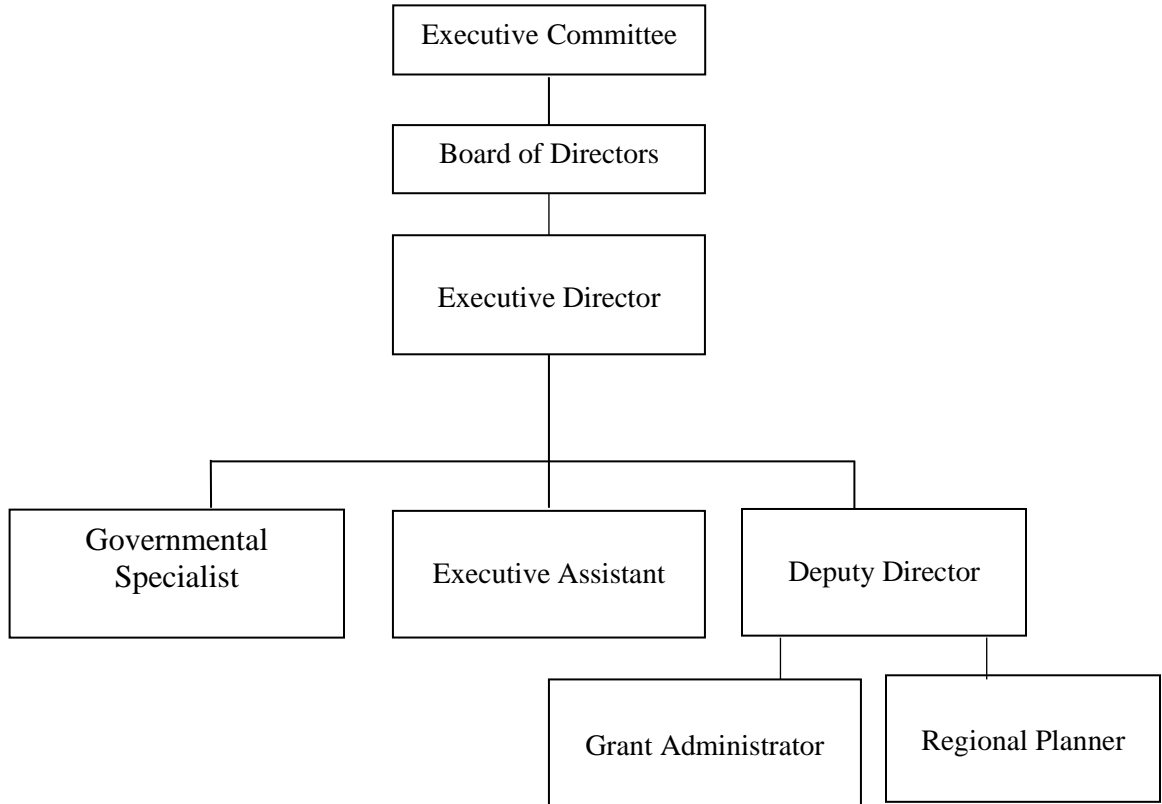 Executive Committee
Board of Directors
Executive Director
Governmental
Specialist
Executive Assistant
Deputy Director
Grant Administrator
Regional Planner